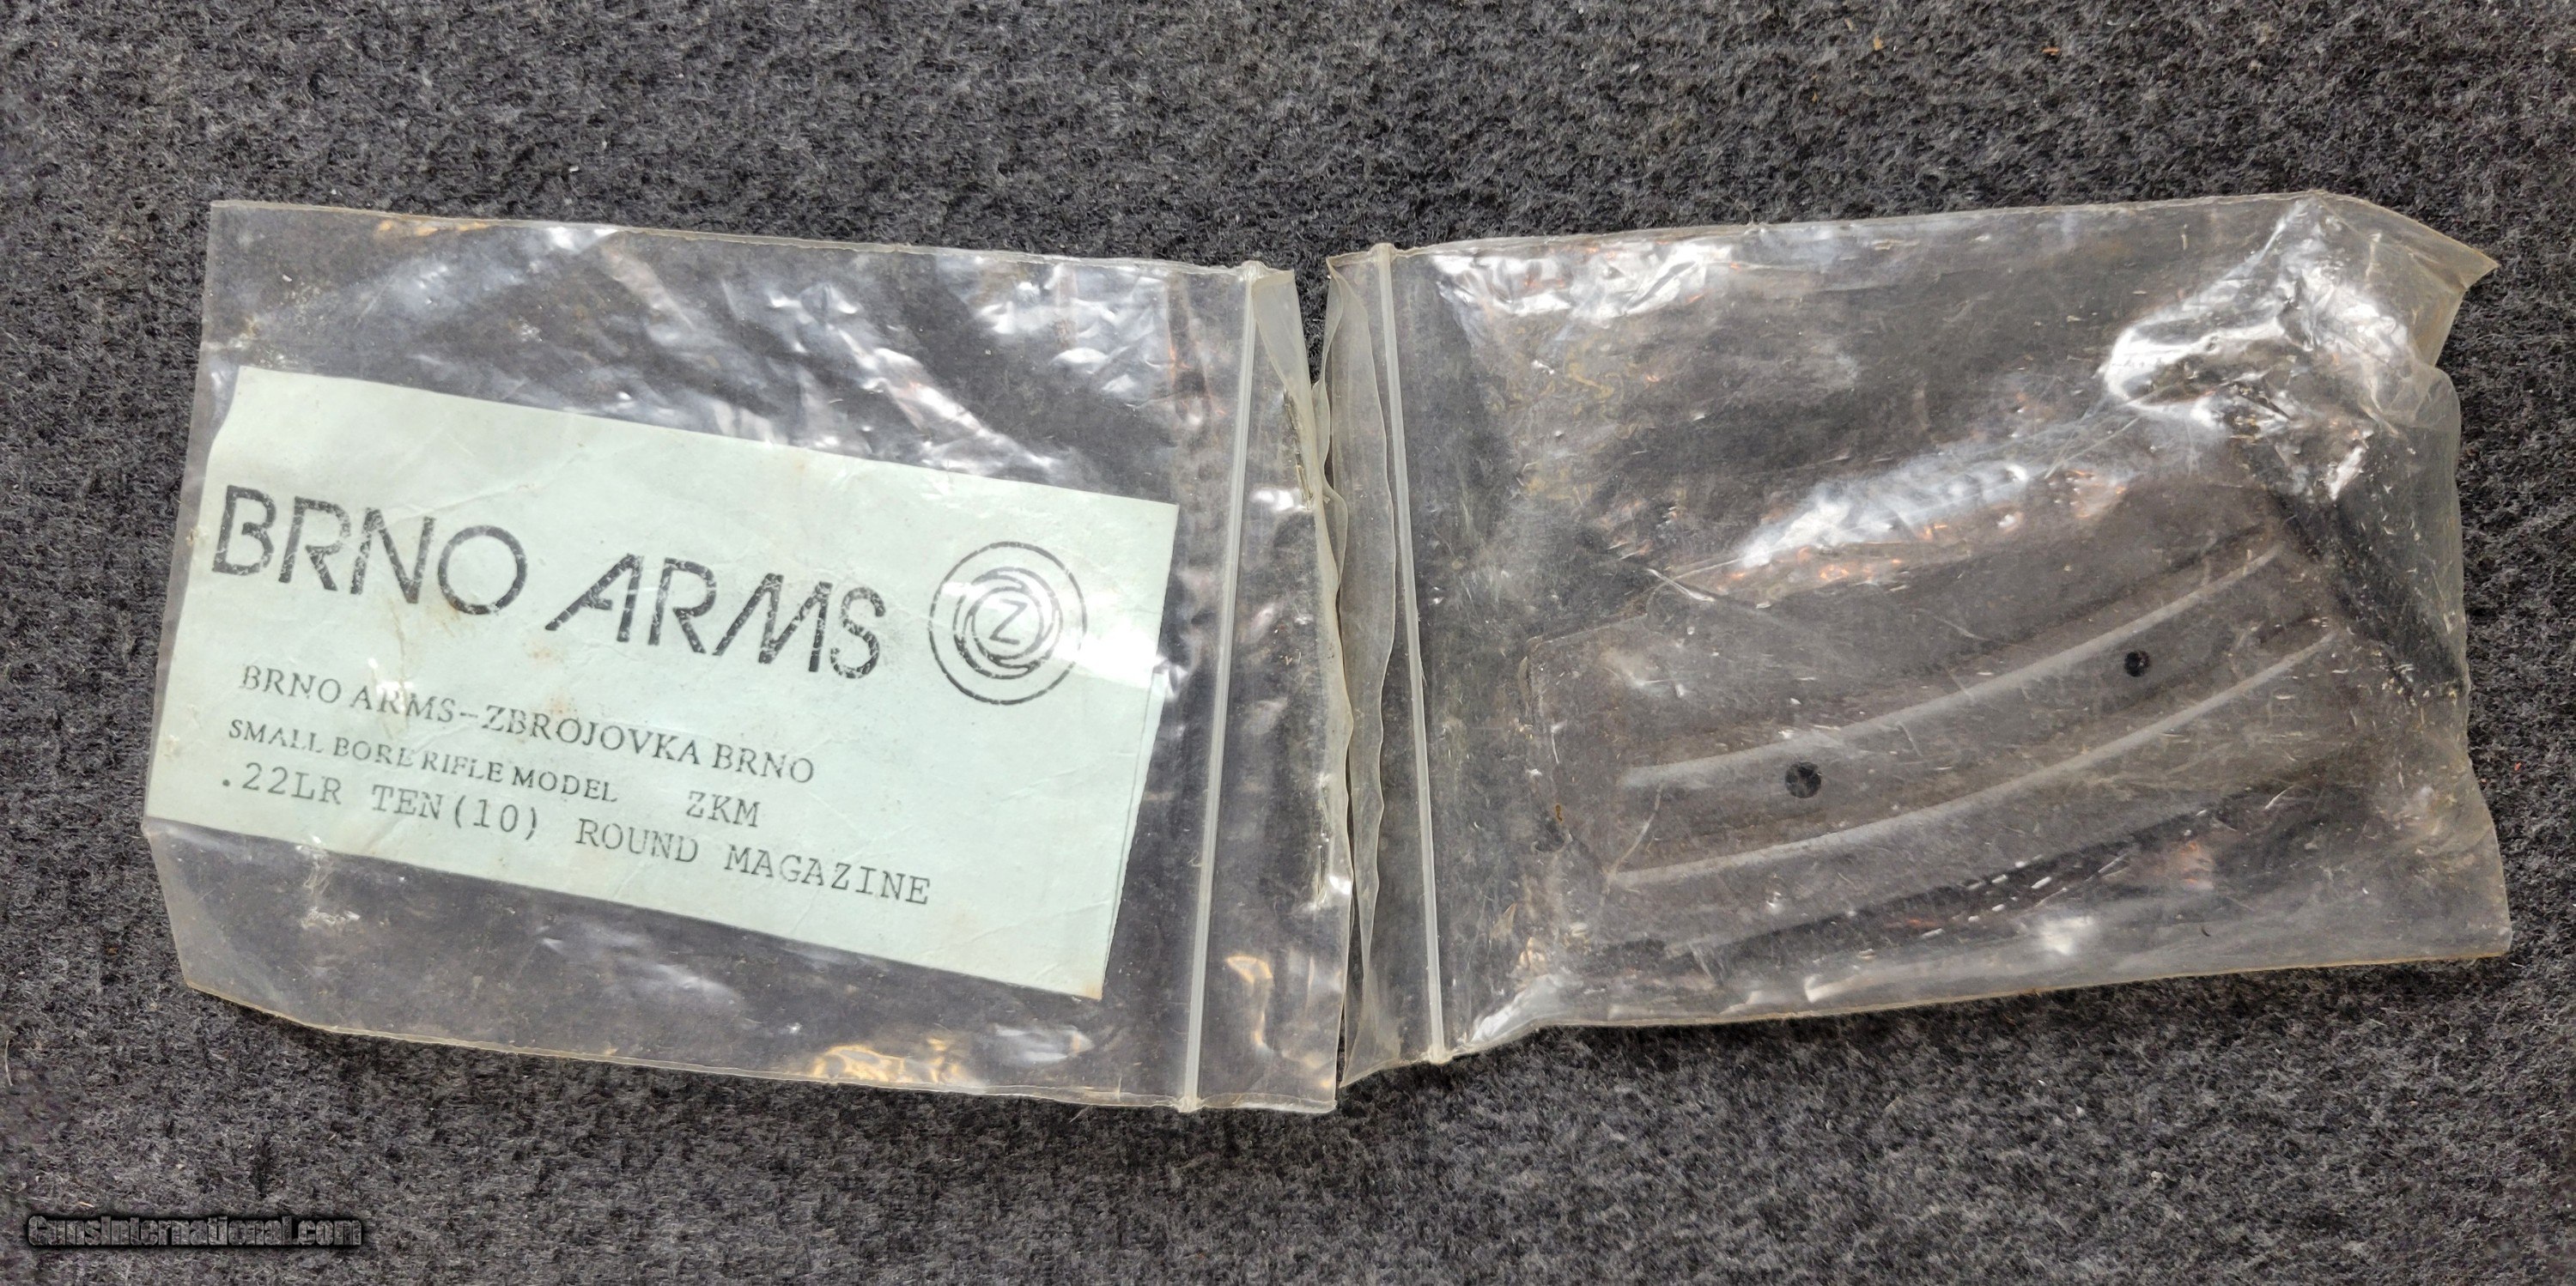 BRNO ARMS Z
BRNO ARMS-ZBROJOVKA BRNO
SMALL BORE RIFLE MODEL ZKM
.22LR TEN(10) ROUND MAGAZINE
GunsInternational.com